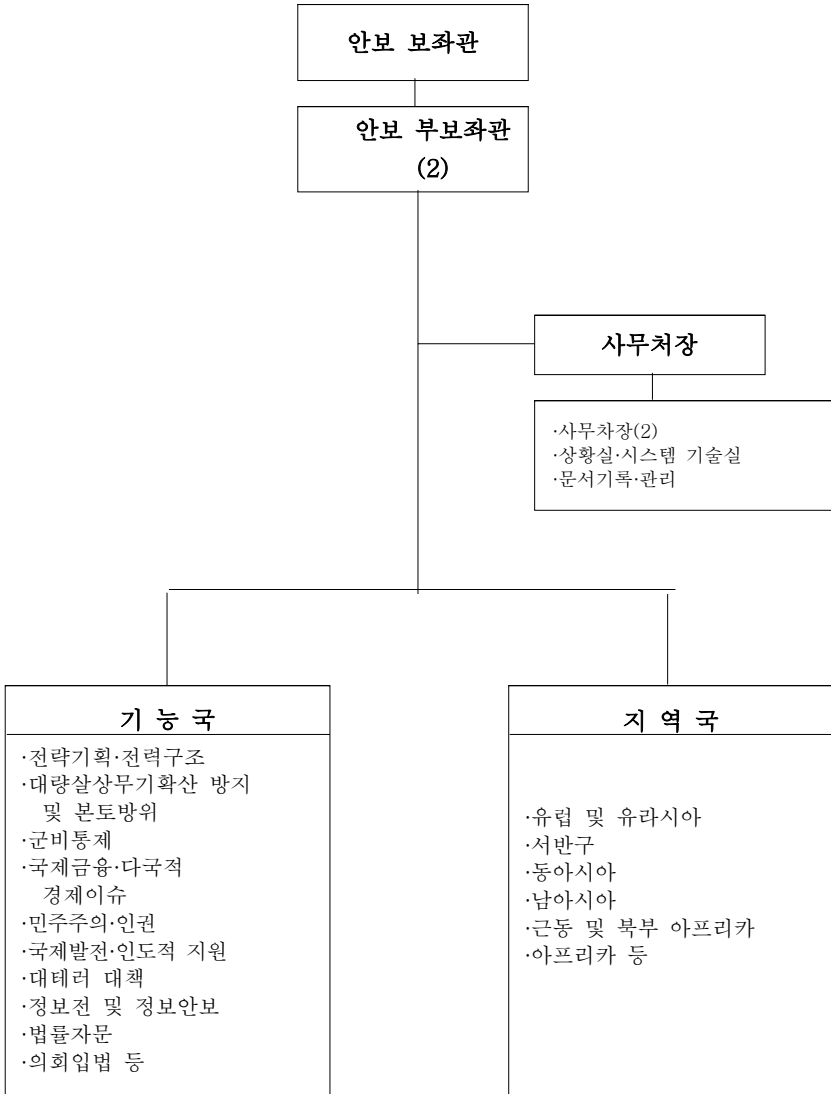 안보 보좌관
안보 부보좌관
(2)
사무처장
·사무차장(2)
·상황실·시스템 기술실
·문서기록·관리
기 능 국
·전략기획·전력구조
·대량살상무기확산 방지
및 본토방위
·군비통제
·국제금융·다국적
경제이슈
·민주주의·인권
·국제발전·인도적 지원
·대테러 대책
·정보전 및 정보안보
·법률자문
·의회입법 등
지 역 국
·유럽 및 유라시아
·서반구
·동아시아
·남아시아
·근동 및 북부 아프리카
·아프리카 등